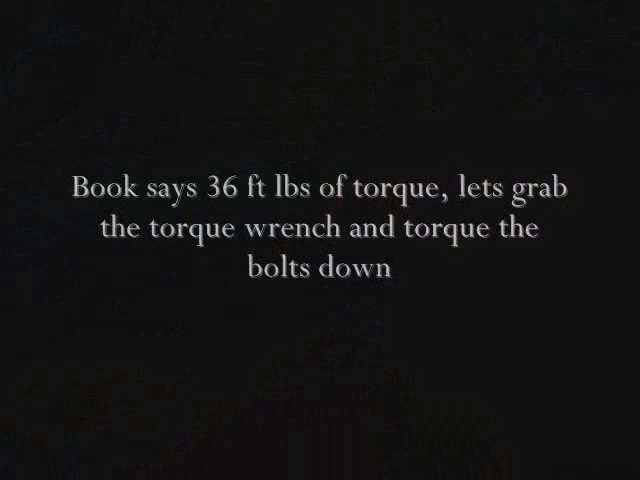 Book says 36 ft lbs of torque, lets grab
the torque wrench and torque the
bolts down